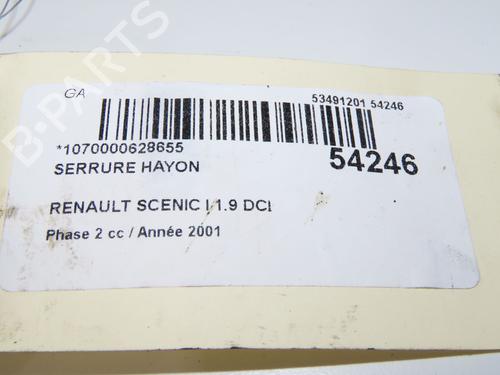 B-PARTS
GA
53491201 54246
*1070000628655
54246
SERRURE HAYON
RENAULT SCENIC I 1.9 DCI
Phase 2 cc / Année 2001